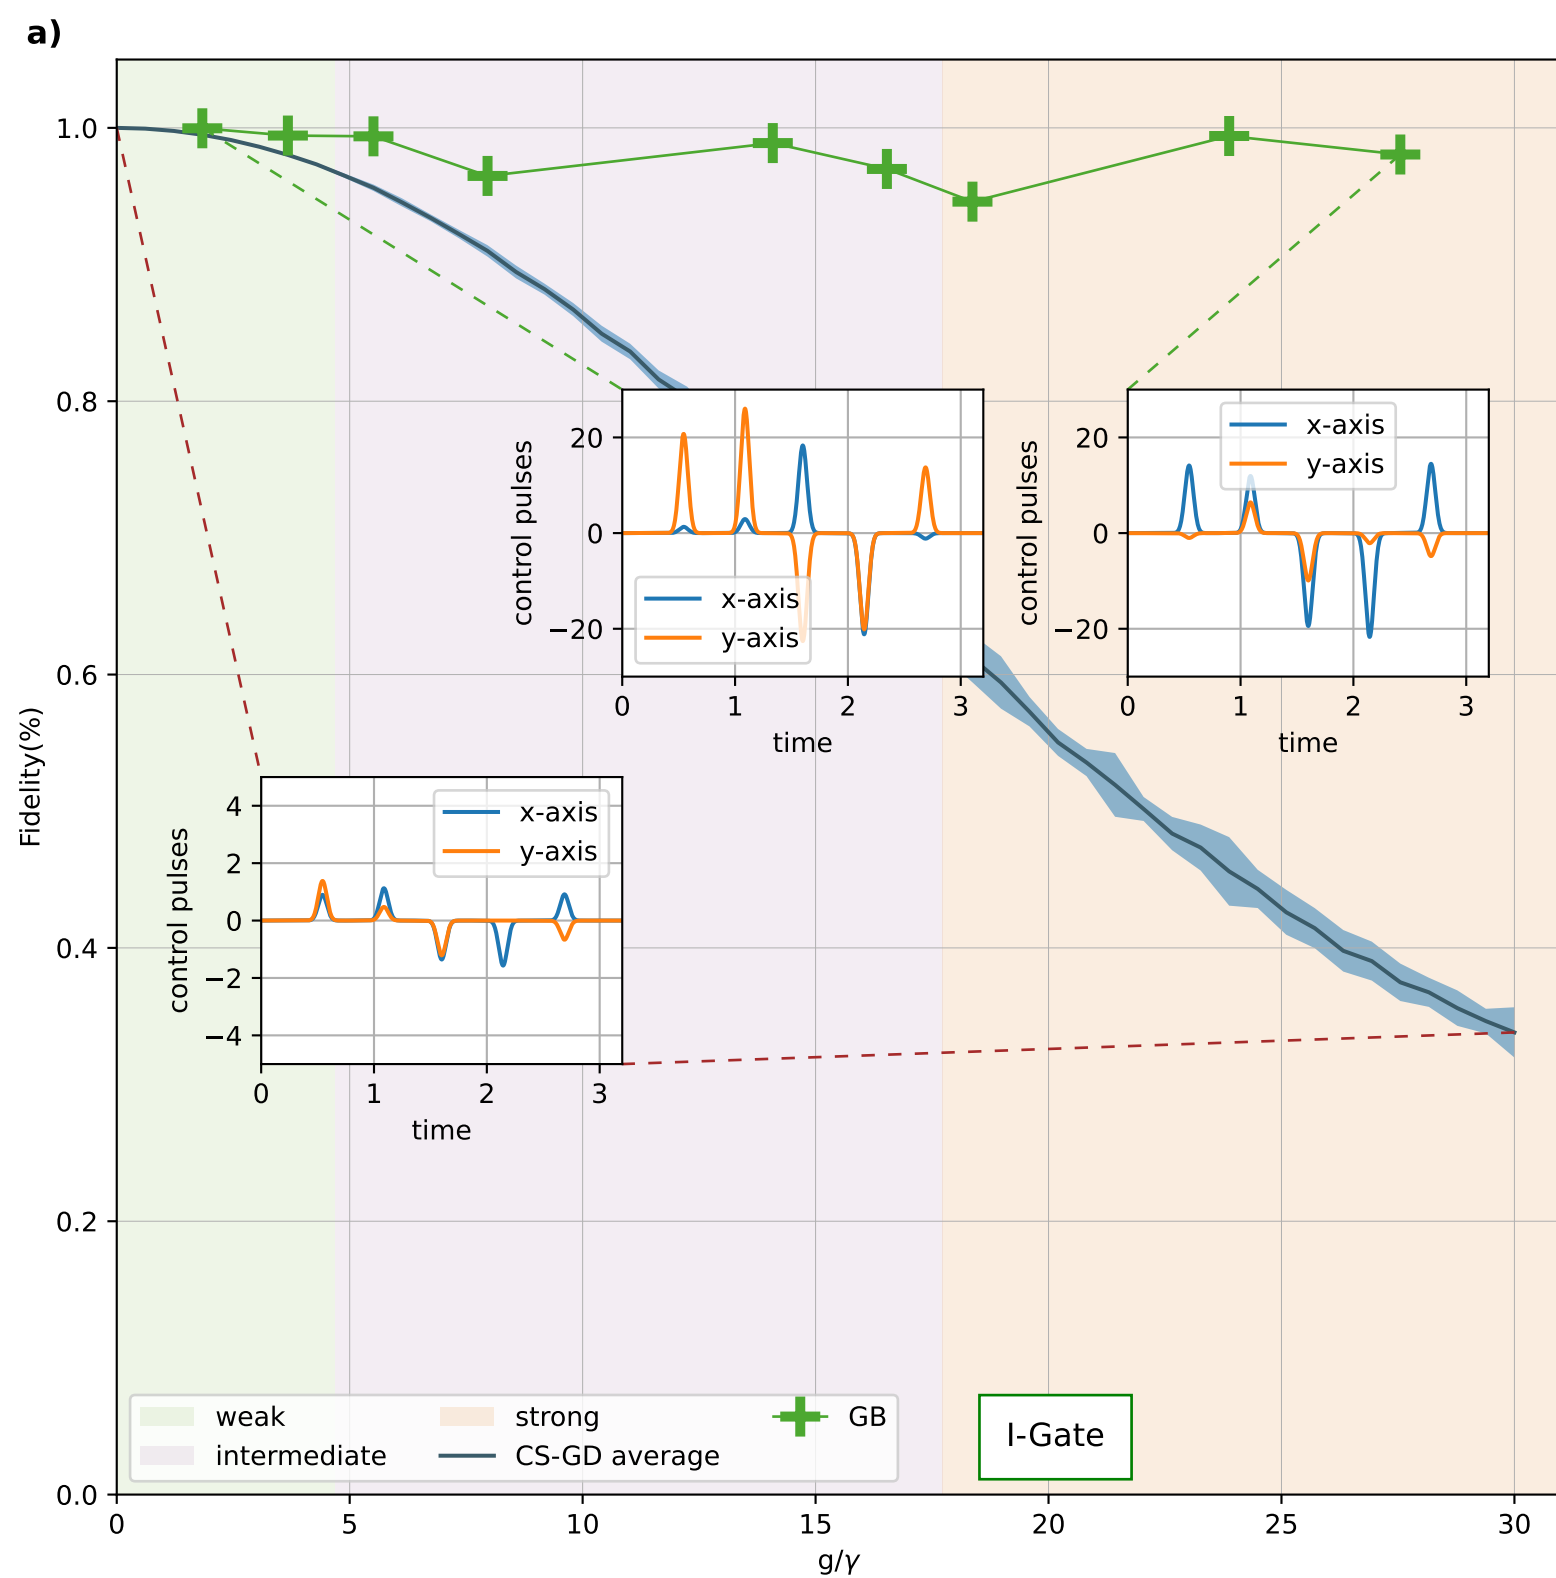 a)
Fidelity(%)
1.0
0.8
0.6
0.4
0.2
0.0
control pulses
20
0
−20
x-axis
y-axis
0 1 2 3
time
control pulses
20
0
−20
x-axis
y-axis
0 1 2 3
time
control pulses
4
2
0
−2
−4
x-axis
y-axis
0 1 2 3
time
weak strong GB
intermediate CS-GD average
I-Gate
0 5 10 15 20 25 30
g/γ